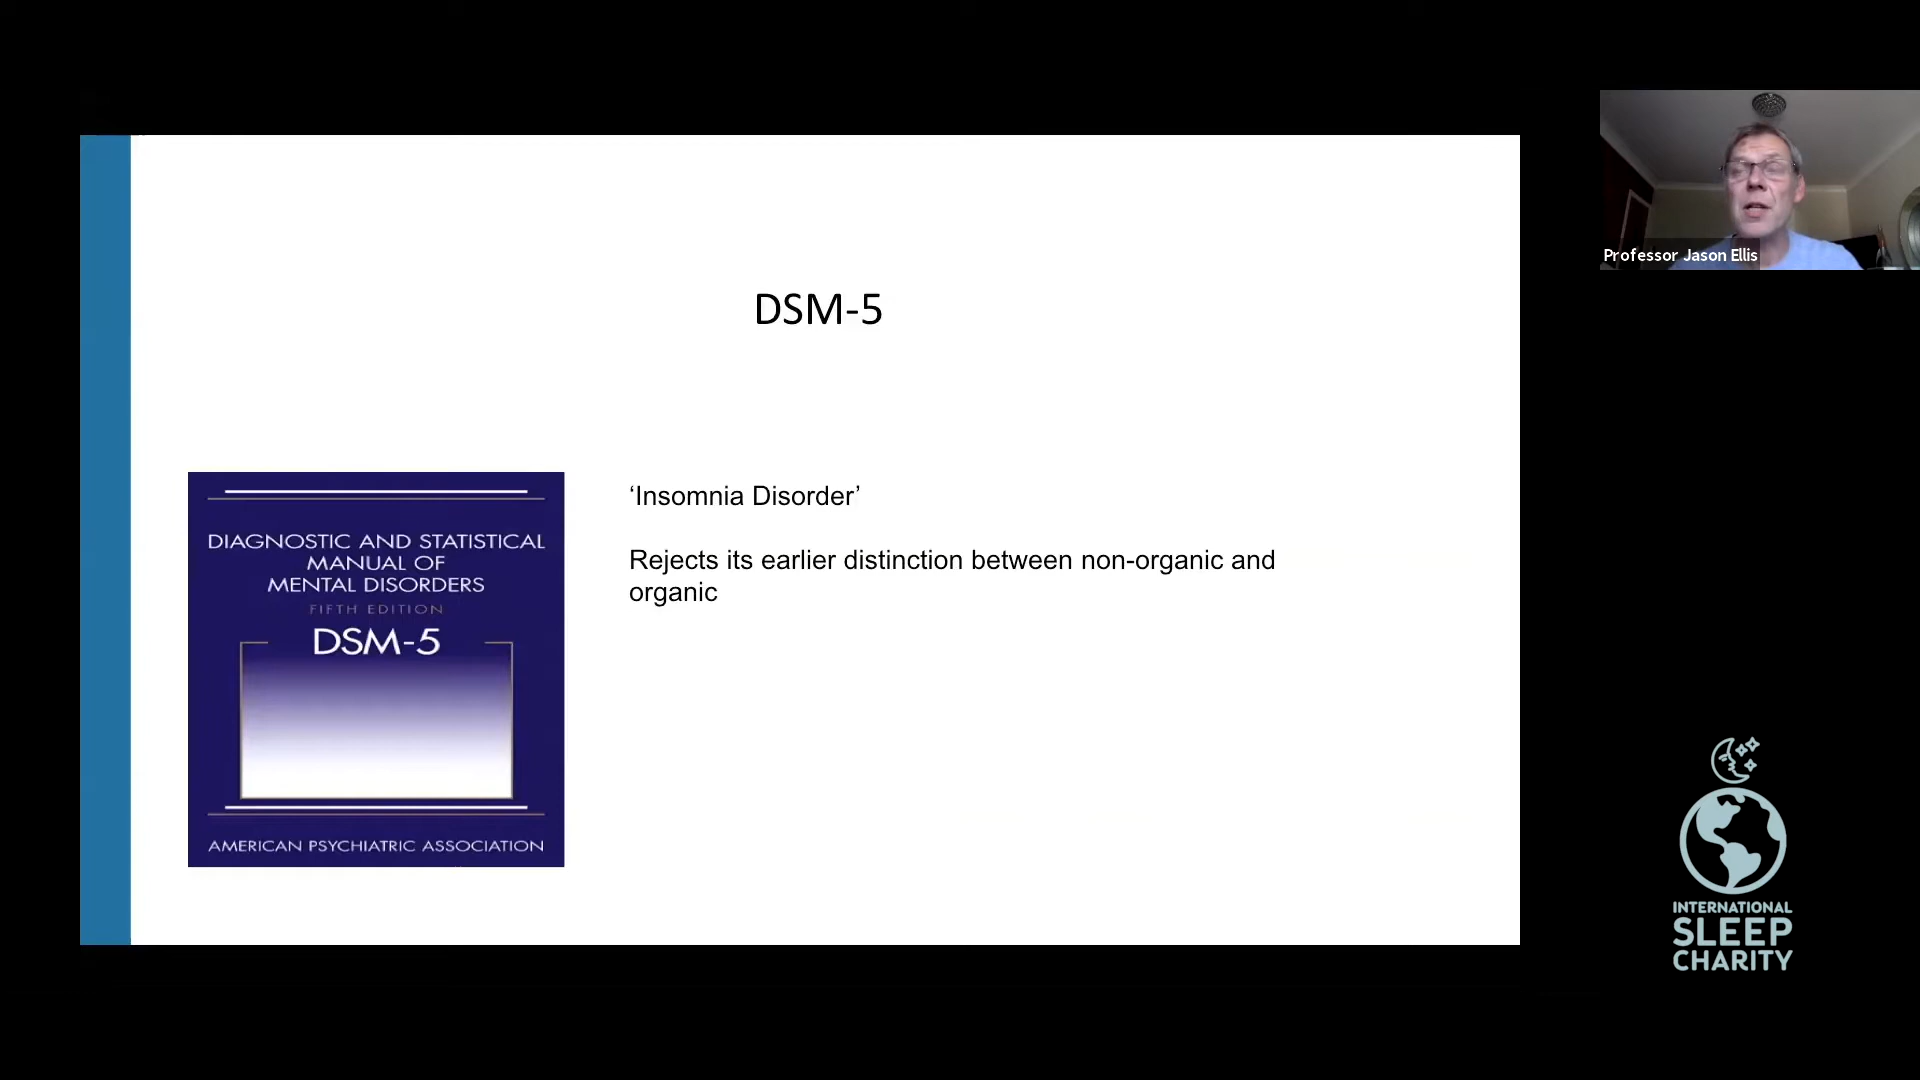 DSM-5
DIAGNOSTIC AND STATISTICAL
MANUAL OF
MENTAL DISORDERS
FIFTH EDITION
DSM-5
AMERICAN PSYCHIATRIC ASSOCIATION
‘Insomnia Disorder’
Rejects its earlier distinction between non-organic and
organic
Professor Jason Ellis
INTERNATIONAL
SLEEP
CHARITY